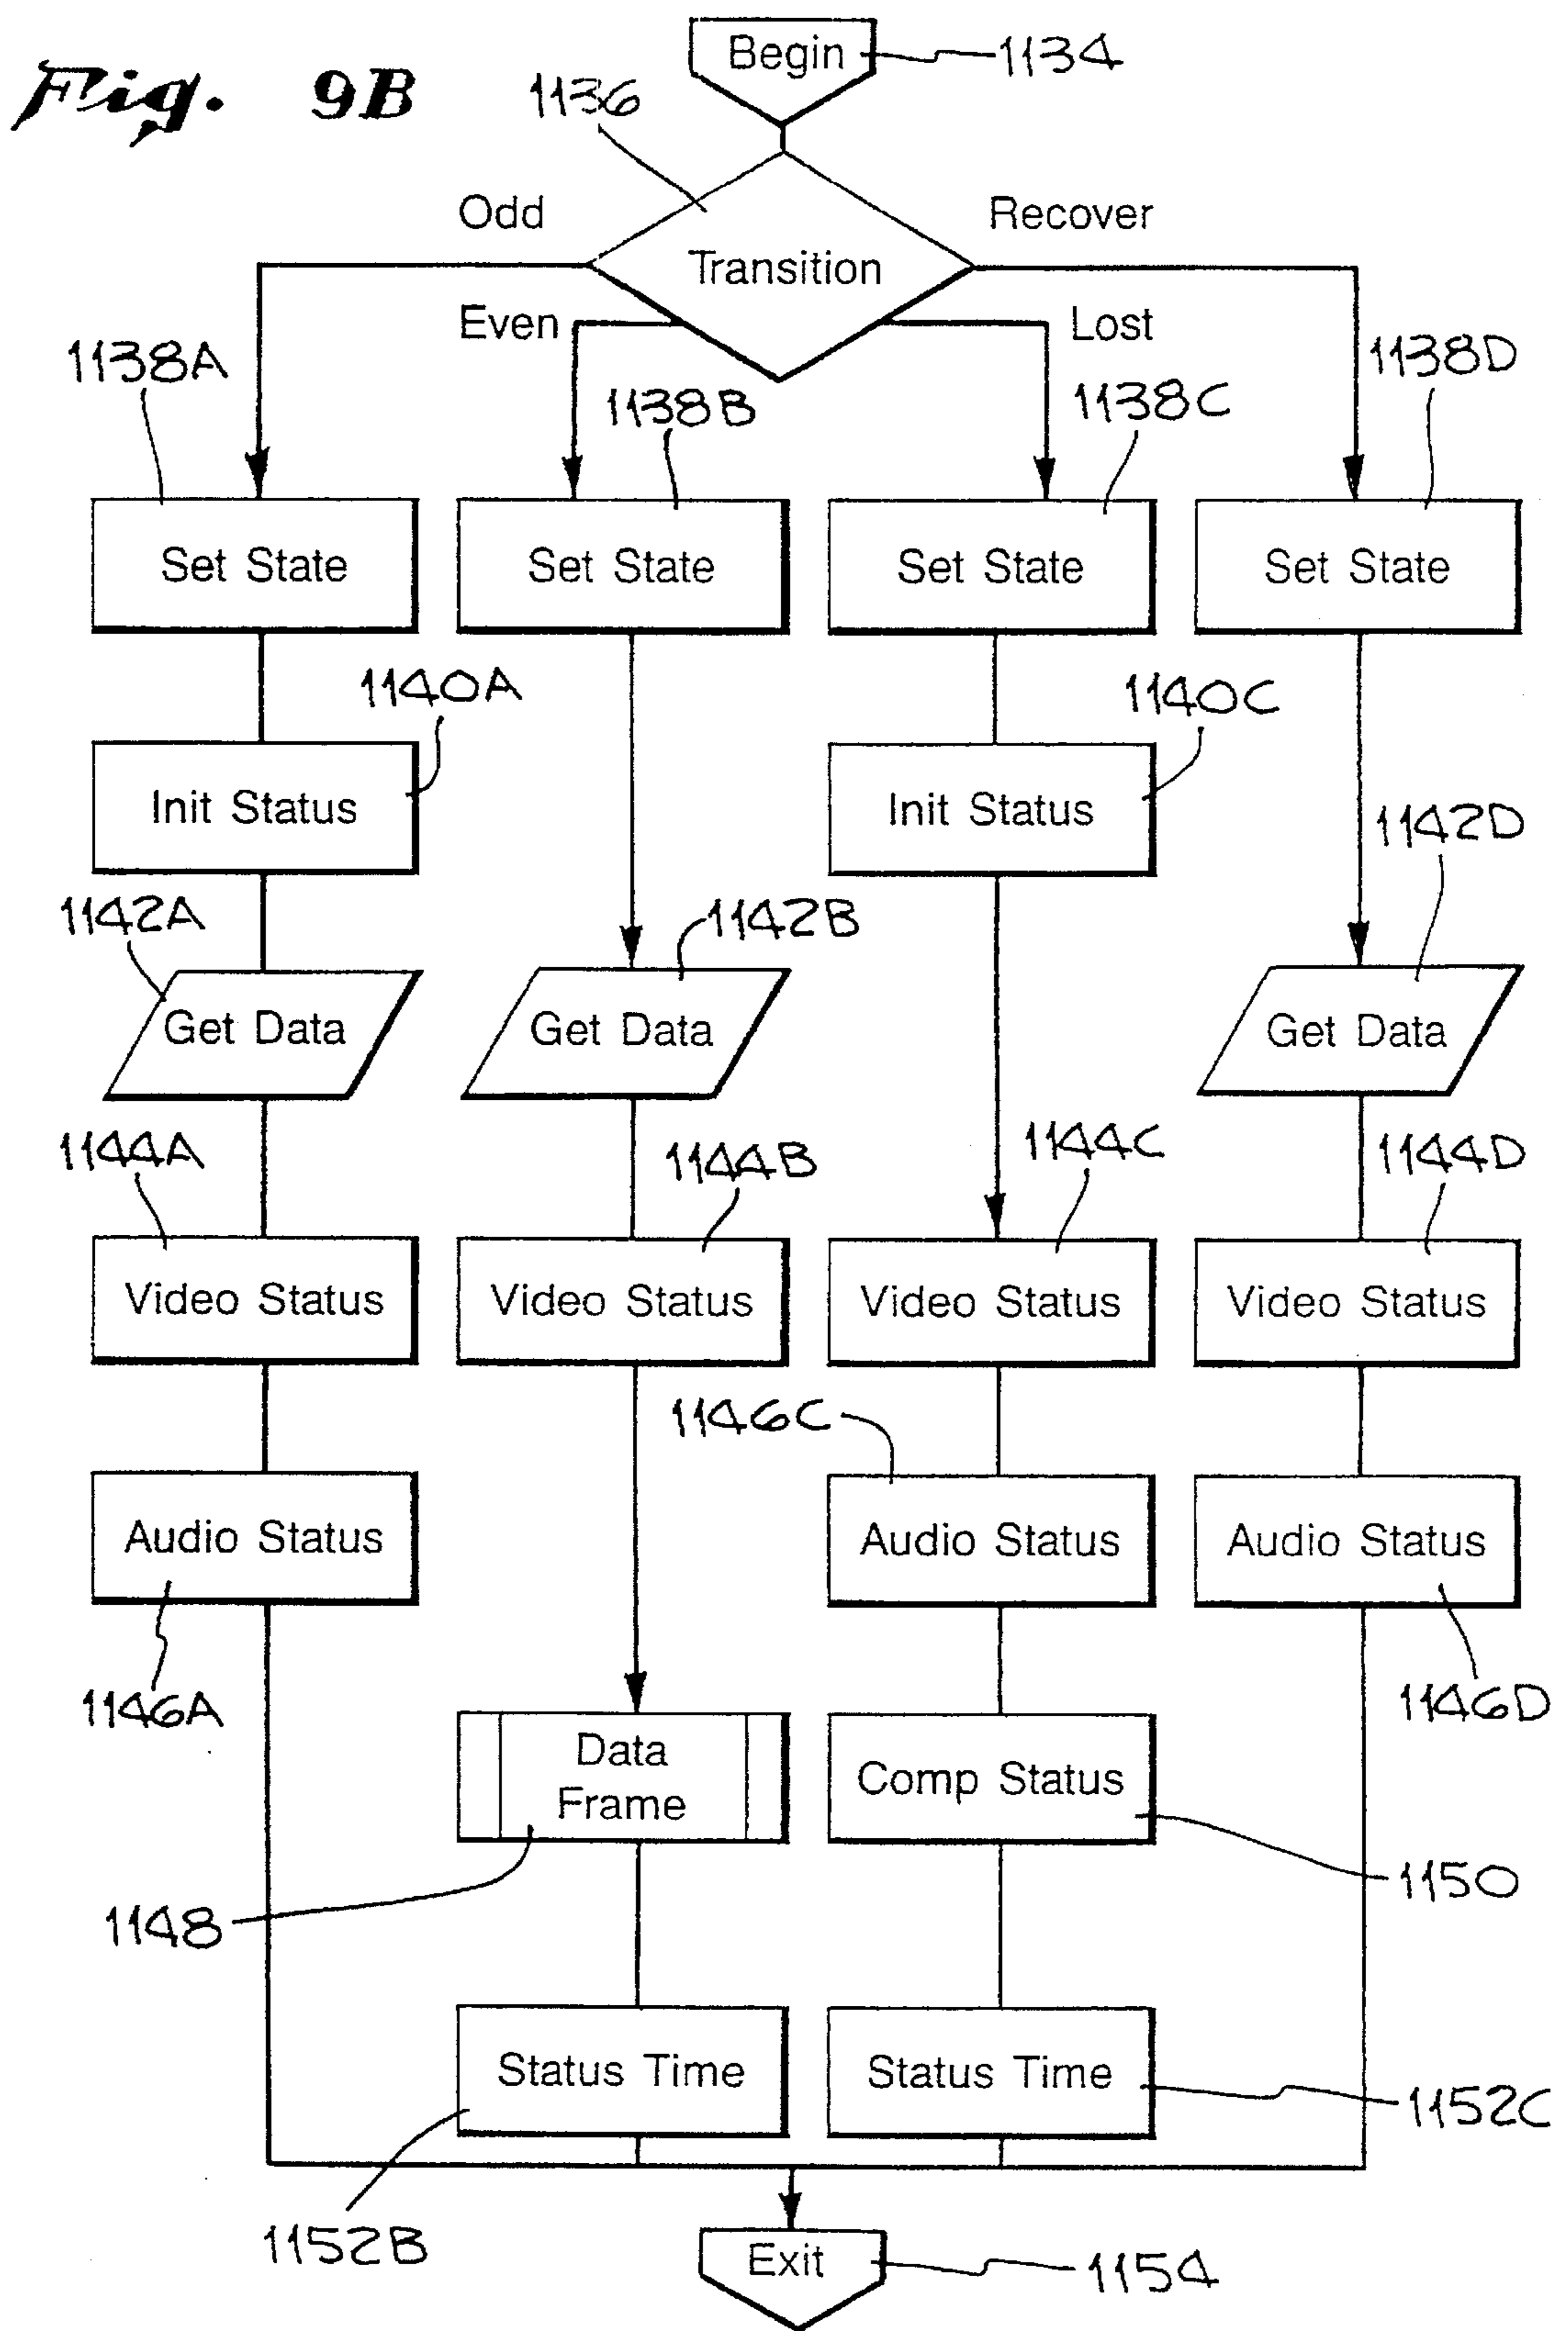 Fig. 9B
Begin
1134
1136
Odd
Recover
Transition
Even
Lost
1138A
1138B
1138C
1138D
Set State
Set State
Set State
Set State
1140A
1140C
Init Status
Init Status
1142A
1142B
1142D
Get Data
Get Data
Get Data
1144A
1144B
1144C
1144D
Video Status
Video Status
Video Status
Video Status
1146C
Audio Status
Audio Status
Audio Status
1146A
1146D
Data
Frame
Comp Status
1148
1150
Status Time
Status Time
1152C
1152B
Exit
1154